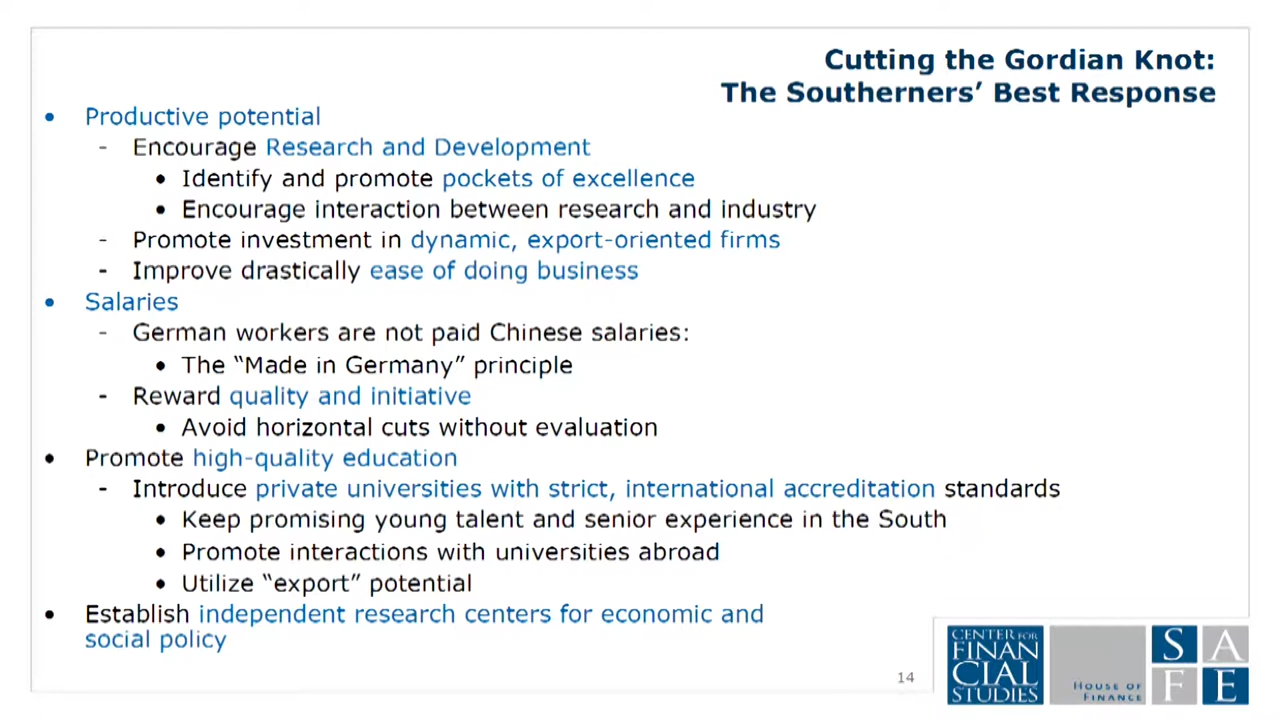 Cutting the Gordian Knot:
The Southerners’ Best Response
• Productive potential
- Encourage Research and Development
• Identify and promote pockets of excellence
• Encourage interaction between research and industry
- Promote investment in dynamic, export-oriented firms
- Improve drastically ease of doing business
• Salaries
- German workers are not paid Chinese salaries:
• The “Made in Germany” principle
- Reward quality and initiative
• Avoid horizontal cuts without evaluation
• Promote high-quality education
- Introduce private universities with strict, international accreditation standards
• Keep promising young talent and senior experience in the South
• Promote interactions with universities abroad
• Utilize “export” potential
• Establish independent research centers for economic and
social policy
14
CENTER FOR
FINAN
CIAL
STUDIES
HOUSE OF
FINANCE
S A
F E